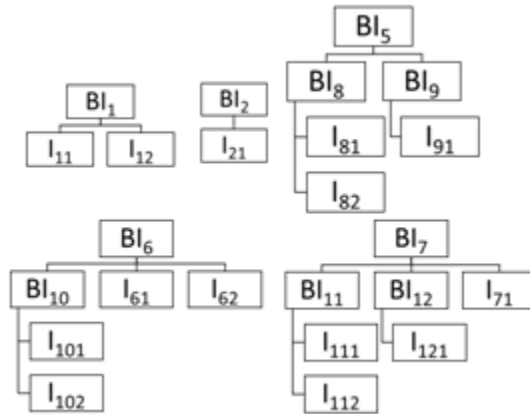 BI5
BI8 BI9
BI1 BI2
I11 I12 I21 I81 I91
I82
BI6 BI7
BI10 I61 I62 BI11 BI12 I71
I101 I111 I121
I102 I112